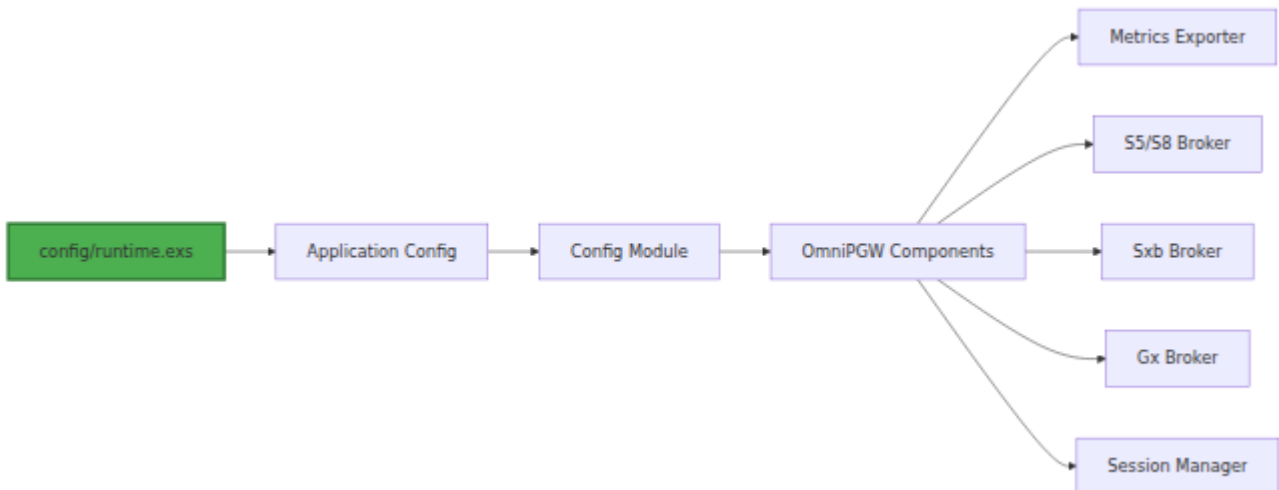 config/runtime.exs
Application Config
Config Module
OmniPGW Components
Metrics Exporter
S5/S8 Broker
Sxb Broker
Gx Broker
Session Manager